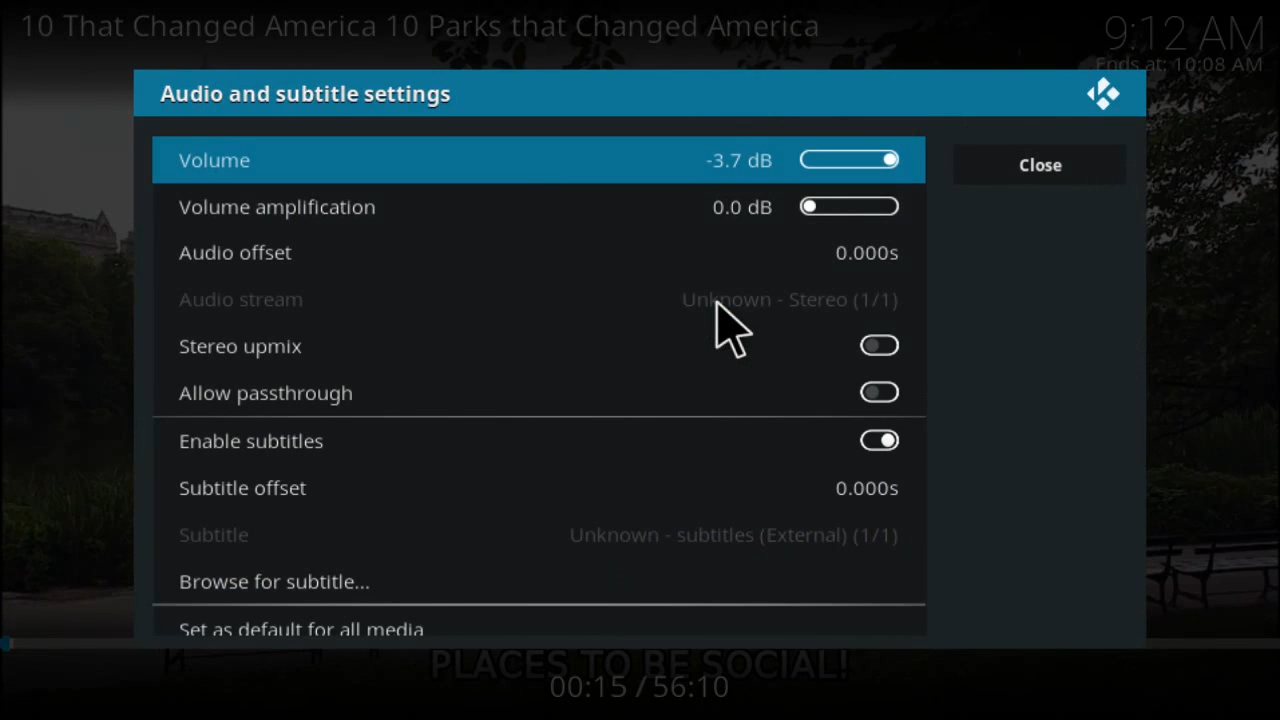 10 That Changed America 10 Parks that Changed America
9:12 AM
Ends at: 10:08 AM
Audio and subtitle settings
Volume -3.7 dB
Close
Volume amplification 0.0 dB
Audio offset 0.000s
Audio stream Unknown - Stereo (1/1)
Stereo upmix
Allow passthrough
Enable subtitles
Subtitle offset 0.000s
Subtitle Unknown - subtitles (External) (1/1)
Browse for subtitle...
Set as default for all media
PLACES TO BE SOCIAL!
00:15 / 56:10